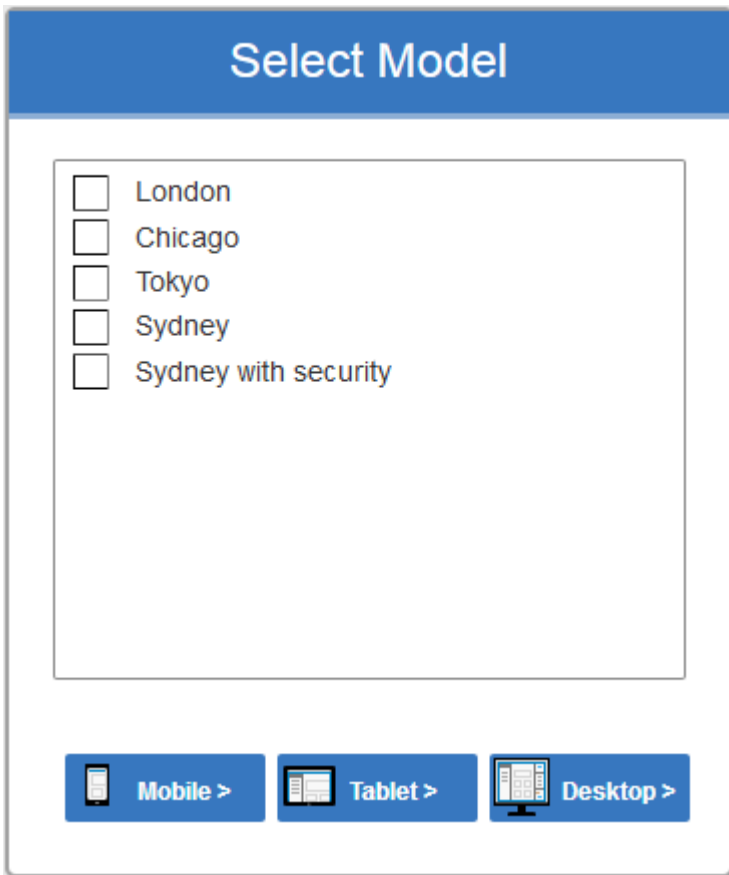 Select Model
London
Chicago
Tokyo
Sydney
Sydney with security
Mobile > Tablet > Desktop >